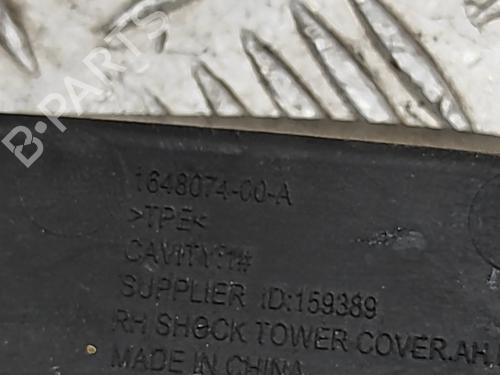 B-PARTS
1648074-00-A
>TPE<
CAVITY:1#
SUPPLIER ID:159389
RH SHOCK TOWER COVER.AH.
MADE IN CHINA